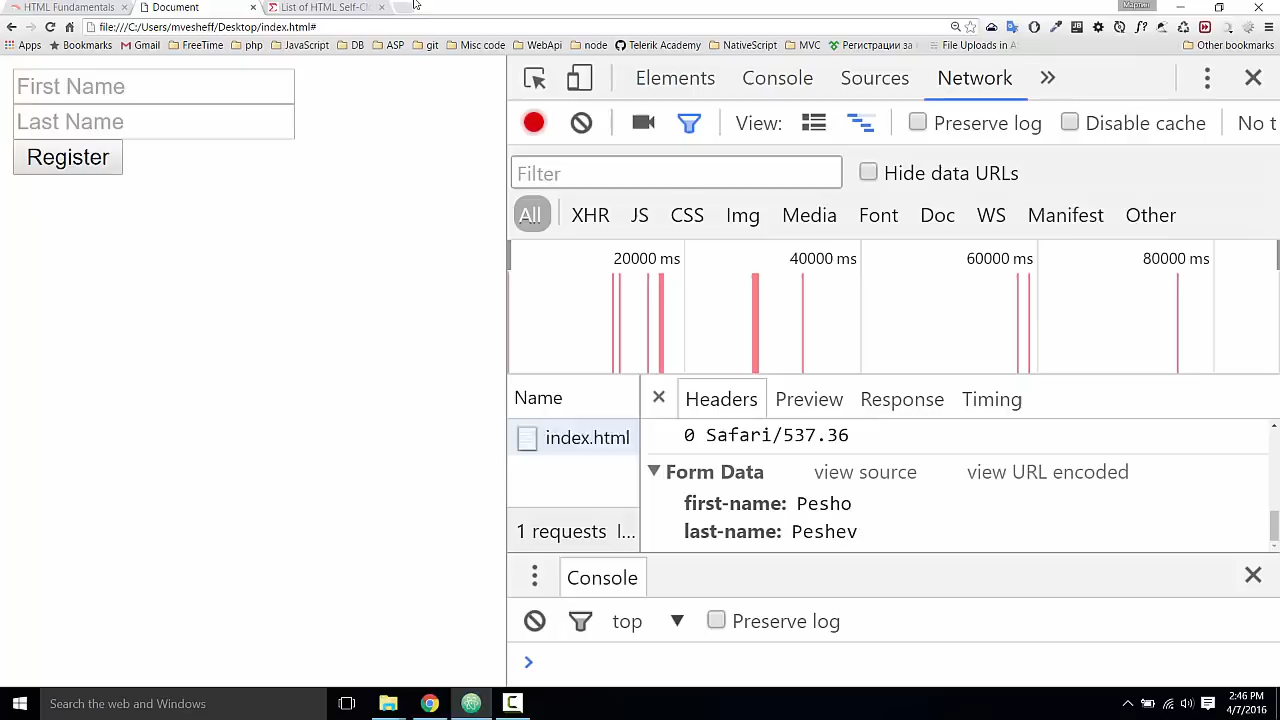 HTML Fundamentals
Document
List of HTML Self-Cl
Мартин
file:///C:/Users/mvesheff/Desktop/index.html#
Apps
Bookmarks
Gmail
FreeTime
php
JavaScript
DB
ASP
git
Misc code
WebApi
node
Telerik Academy
NativeScript
MVC
Регистрации за
File Uploads in A
Other bookmarks
First Name
Last Name
Register
Elements
Console
Sources
Network
View:
Preserve log
Disable cache
No t
Filter
Hide data URLs
All
XHR
JS
CSS
Img
Media
Font
Doc
WS
Manifest
Other
20000 ms
40000 ms
60000 ms
80000 ms
Name
Headers
Preview
Response
Timing
index.html
0 Safari/537.36
Form Data
view source
view URL encoded
first-name: Pesho
last-name: Peshev
1 requests l...
Console
top
Preserve log
Search the web and Windows
2:46 PM
4/7/2016